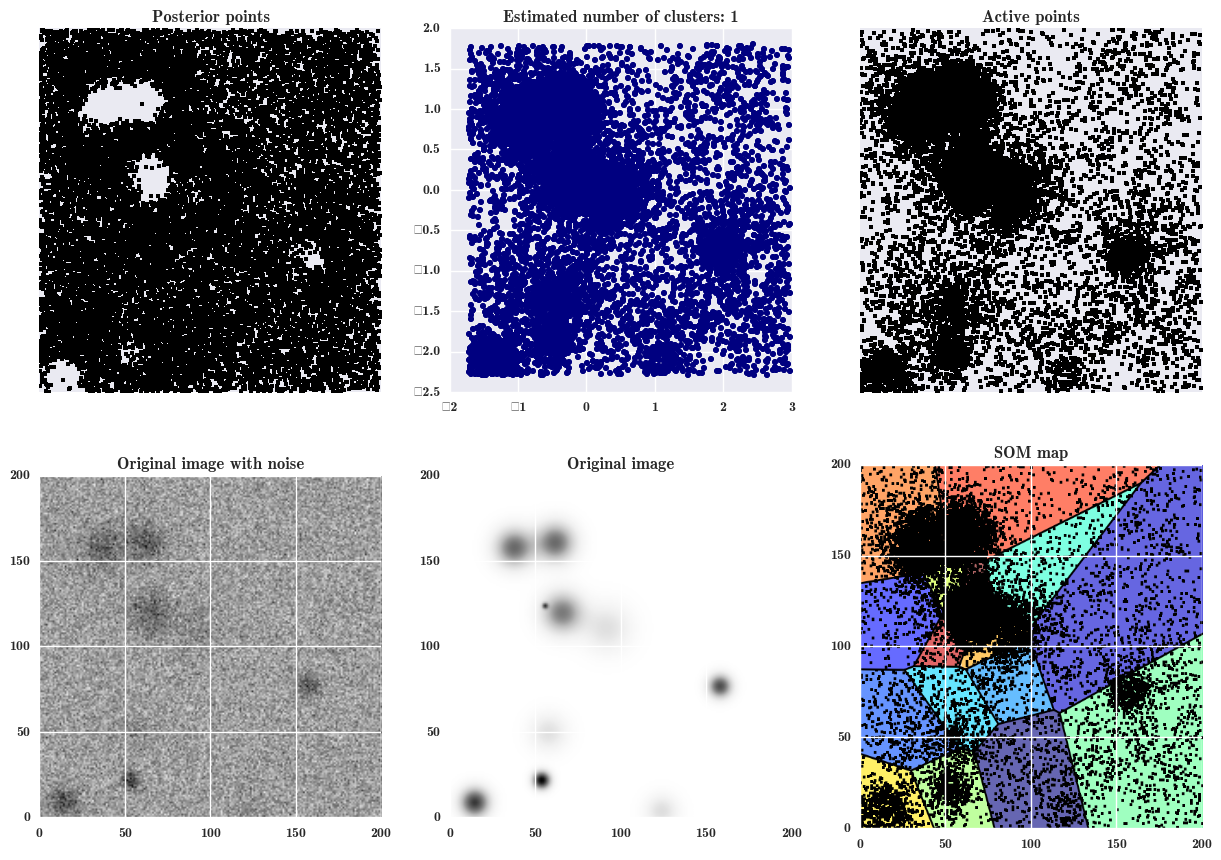 Posterior points
Estimated number of clusters: 1
Active points
2.0
1.5
1.0
0.5
0.0
□0.5
□1.0
□1.5
□2.0
□2.5
□2 □1 0 1 2 3
Original image with noise
200
150
100
50
0
0 50 100 150 200
Original image
200
150
100
50
0
0 50 100 150 200
SOM map
200
150
100
50
0
0 50 100 150 200